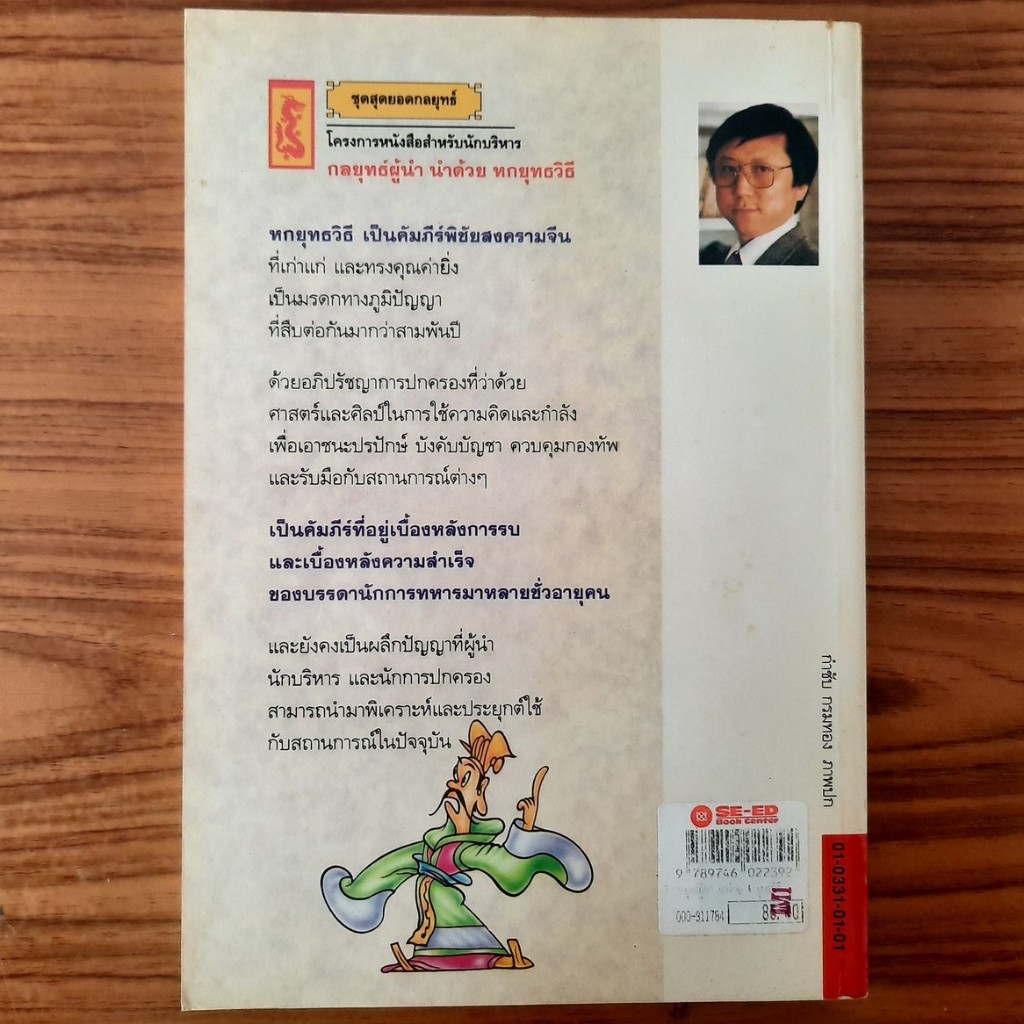 ชุดสุดยอดกลยุทธ์
โครงการหนังสือสำหรับนักบริหาร
กลยุทธ์ผู้นำ นำด้วย หกยุทธวิธี
หกยุทธวิธี เป็นคัมภีร์พิชัยสงครามจีน
ที่เก่าแก่ และทรงคุณค่ายิ่ง
เป็นมรดกทางภูมิปัญญา
ที่สืบต่อกันมากว่าสามพันปี
ด้วยอภิปรัชญาการปกครองที่ว่าด้วย
ศาสตร์และศิลป์ในการใช้ความคิดและกำลัง
เพื่อเอาชนะปรปักษ์ บังคับบัญชา ควบคุมกองทัพ
และรับมือกับสถานการณ์ต่างๆ
เป็นคัมภีร์ที่อยู่เบื้องหลังการรบ
และเบื้องหลังความสำเร็จ
ของบรรดานักการทหารมาหลายชั่วอายุคน
และยังคงเป็นผลึกปัญญาที่ผู้นำ
นักบริหาร และนักการปกครอง
สามารถนำมาพิเคราะห์และประยุกต์ใช้
กับสถานการณ์ในปัจจุบัน
กำซับ กรมทอง ภาพปก
SE-ED
Book Center
9 789746 022392
000-911784
TM1
01-0331-01-01